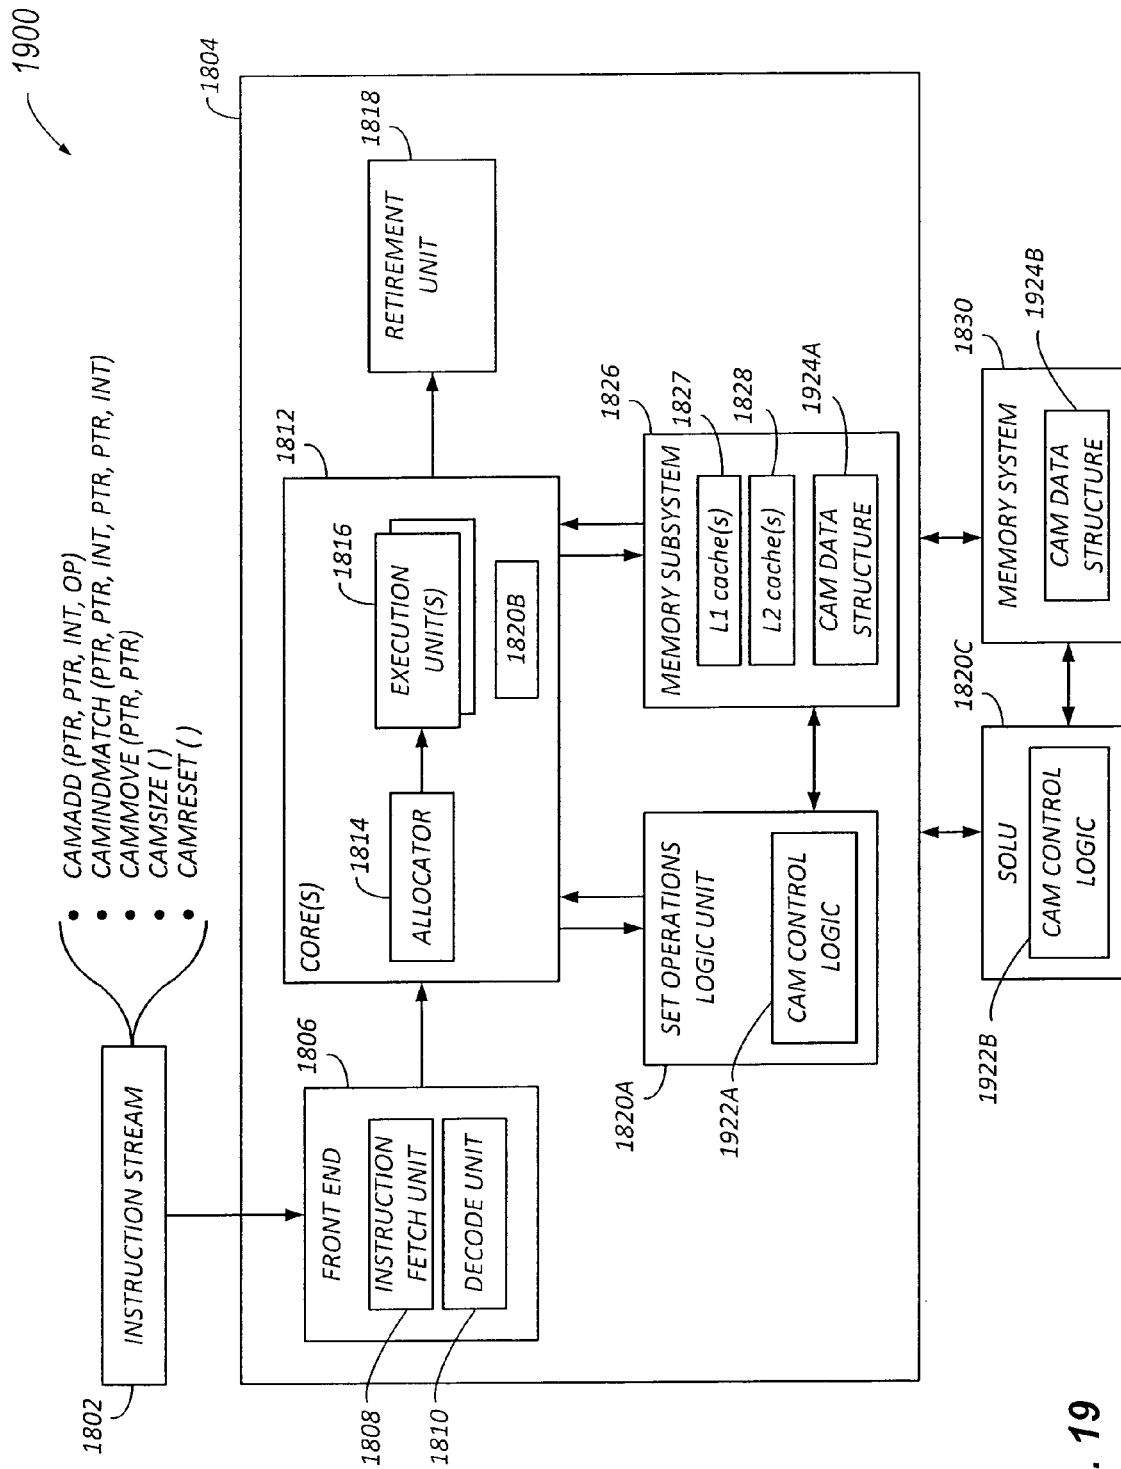 1900
1802
INSTRUCTION STREAM
CAMADD (PTR, PTR, INT, OP)
CAMINDMATCH (PTR, PTR, INT, PTR, PTR, INT)
CAMMOVE (PTR, PTR)
CAMSIZE ( )
CAMRESET ( )
1804
1806
FRONT END
INSTRUCTION
FETCH UNIT
DECODE UNIT
1808
1810
1812
CORE(S)
1814
ALLOCATOR
1816
EXECUTION
UNIT(S)
1820B
1818
RETIREMENT
UNIT
1820A
SET OPERATIONS
LOGIC UNIT
CAM CONTROL
LOGIC
1922A
1826
MEMORY SUBSYSTEM
1827
L1 cache(s)
1828
L2 cache(s)
1924A
CAM DATA
STRUCTURE
1820C
SOLU
CAM CONTROL
LOGIC
1922B
1830
MEMORY SYSTEM
1924B
CAM DATA
STRUCTURE
. 19